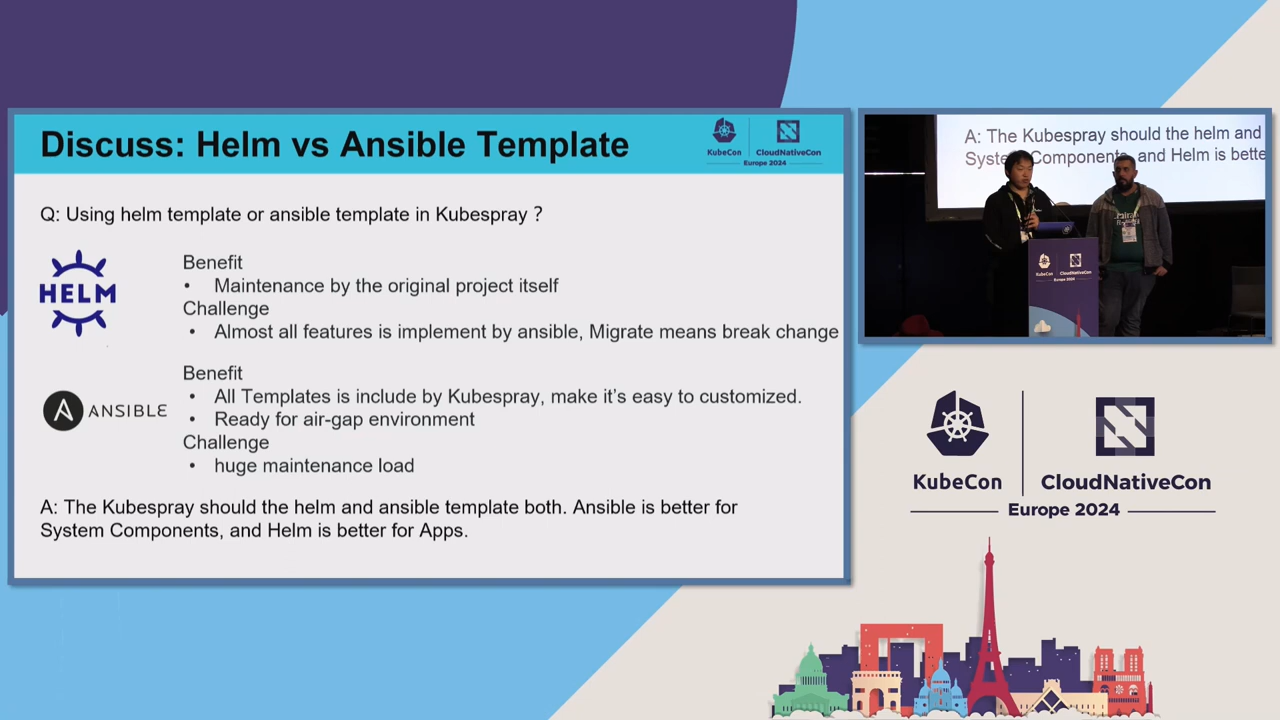 Discuss: Helm vs Ansible Template
KubeCon
CloudNativeCon
Europe 2024
Q: Using helm template or ansible template in Kubespray ?
HELM
Benefit
• Maintenance by the original project itself
Challenge
• Almost all features is implement by ansible, Migrate means break change
A ANSIBLE
Benefit
• All Templates is include by Kubespray, make it's easy to customized.
• Ready for air-gap environment
Challenge
• huge maintenance load
A: The Kubespray should the helm and ansible template both. Ansible is better for
System Components, and Helm is better for Apps.
A: The Kubespray should the helm and
System Components, and Helm is bette
KubeCon
CloudNativeCon
Europe 2024
KubeCon
CloudNativeCon
Europe 2024